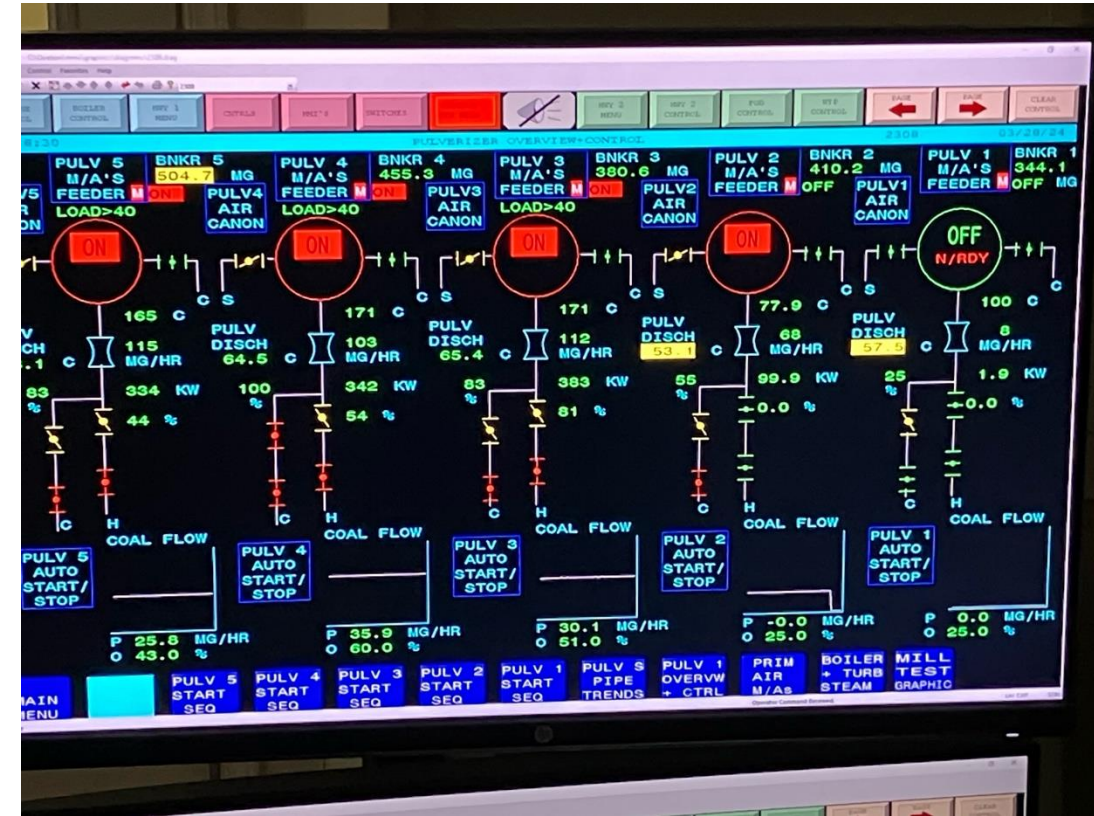 Control Favorites Help
BOILER CONTROL
MMY 1 MENU
CNTRLS
MMI'S
SWITCHES
MMY 2 MENU
MMY 2 CONTROL
FUD CONTROL
CONTROL
PAGE
PAGE
CLEAR CONTROL
6:30 PULVERIZER OVERVIEW+CONTROL 2308 03/28/24
PULV 5 M/A'S FEEDER M ON
BNKR 5
504.7 MG
LOAD>40
ON
165 C
115 MG/HR
334 KW
44 %
83 %
C H
PULV4 AIR CANON
PULV 4 M/A'S FEEDER M ON
BNKR 4
455.3 MG
LOAD>40
ON
C S
171 C
PULV DISCH
64.5 C
103 MG/HR
342 KW
100 %
54 %
C H
PULV3 AIR CANON
PULV 3 M/A'S FEEDER M ON
BNKR 3
380.6 MG
LOAD>40
ON
C S
171 C
PULV DISCH
65.4 C
112 MG/HR
383 KW
83 %
81 %
C H
PULV2 AIR CANON
PULV 2 M/A'S FEEDER M OFF
BNKR 2
410.2 MG
ON
C S
77.9 C
PULV DISCH
53.1 C
68 MG/HR
99.9 KW
55 %
0.0 %
C H
PULV1 AIR CANON
PULV 1 M/A'S FEEDER M OFF
BNKR 1
344.1 MG
OFF
N/RDY
C S
C
100 C
PULV DISCH
57.5 C
8 MG/HR
1.9 KW
25 %
0.0 %
C H
PULV 5 AUTO START/ STOP
COAL FLOW
P 25.8 MG/HR
O 43.0 %
PULV 4 AUTO START/ STOP
COAL FLOW
P 35.9 MG/HR
O 60.0 %
PULV 3 AUTO START/ STOP
COAL FLOW
P 30.1 MG/HR
O 51.0 %
PULV 2 AUTO START/ STOP
COAL FLOW
P -0.0 MG/HR
O 25.0 %
PULV 1 AUTO START/ STOP
COAL FLOW
P 0.0 MG/HR
O 25.0 %
PULV 5 START SEQ
PULV 4 START SEQ
PULV 3 START SEQ
PULV 2 START SEQ
PULV 1 START SEQ
PULV S PIPE TRENDS
PULV 1 OVERVW + CTRL
PRIM AIR M/As
BOILER + TURB STEAM
MILL TEST GRAPHIC
Operator Command Received